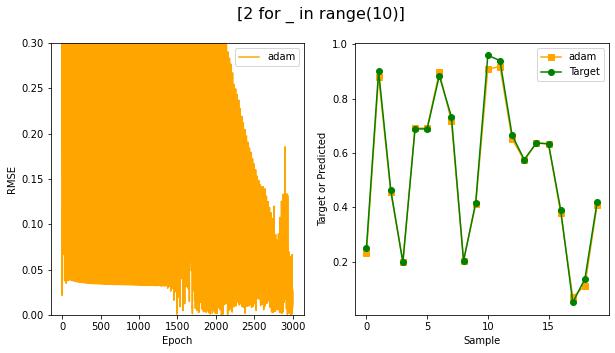 [2 for _ in range(10)]
0.30
0.25
0.20
0.15
0.10
0.05
0.00
RMSE
0 500 1000 1500 2000 2500 3000
Epoch
adam
1.0
0.8
0.6
0.4
0.2
Target or Predicted
0 5 10 15
Sample
adam
Target